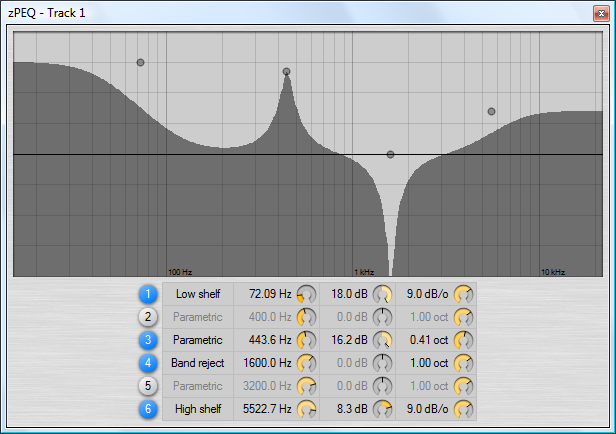 zPEQ - Track 1
100 Hz 1 kHz 10 kHz
1 Low shelf 72.09 Hz 18.0 dB 9.0 dB/o
2 Parametric 400.0 Hz 0.0 dB 1.00 oct
3 Parametric 443.6 Hz 16.2 dB 0.41 oct
4 Band reject 1600.0 Hz 0.0 dB 1.00 oct
5 Parametric 3200.0 Hz 0.0 dB 1.00 oct
6 High shelf 5522.7 Hz 8.3 dB 9.0 dB/o